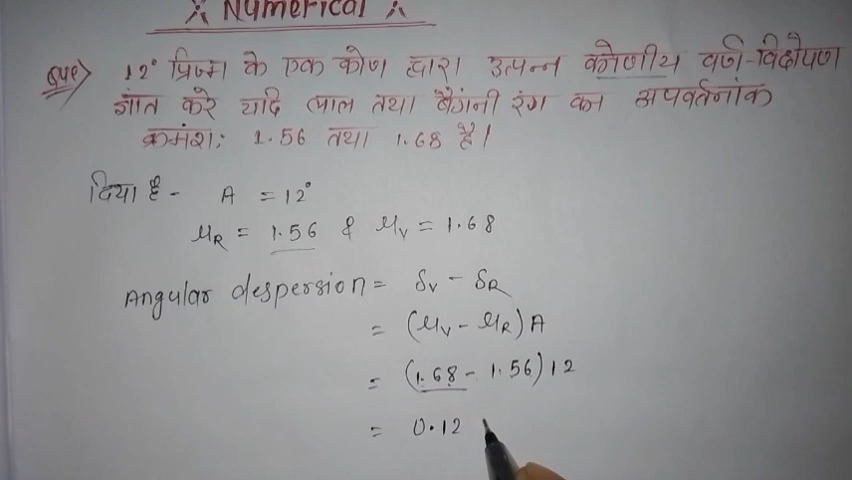 Numerical
Que> 12° प्रिज्म के एक कोण द्वारा उत्पन्न कोणीय वर्ण-विक्षेपण
ज्ञात करे यदि लाल तथा बैगनी रंग का अपवर्तनांक
क्रमंश: 1.56 तथा 1.68 है।
दिया है - A = 12°
μR = 1.56 & μV = 1.68
Angular despersion = δV - δR
= (μV - μR) A
= (1.68 - 1.56) 12
= 0.12